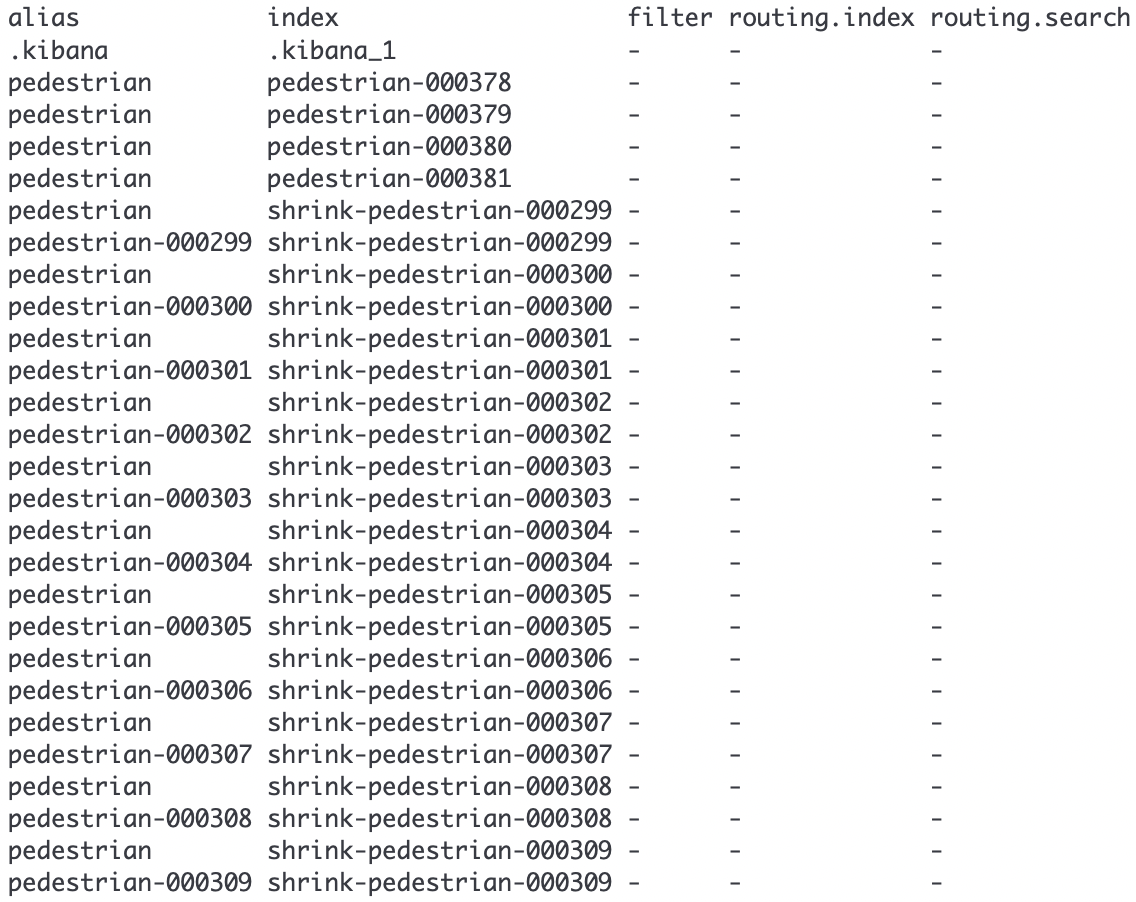 alias index filter routing.index routing.search
.kibana .kibana_1 - - -
pedestrian pedestrian-000378 - - -
pedestrian pedestrian-000379 - - -
pedestrian pedestrian-000380 - - -
pedestrian pedestrian-000381 - - -
pedestrian shrink-pedestrian-000299 - - -
pedestrian-000299 shrink-pedestrian-000299 - - -
pedestrian shrink-pedestrian-000300 - - -
pedestrian-000300 shrink-pedestrian-000300 - - -
pedestrian shrink-pedestrian-000301 - - -
pedestrian-000301 shrink-pedestrian-000301 - - -
pedestrian shrink-pedestrian-000302 - - -
pedestrian-000302 shrink-pedestrian-000302 - - -
pedestrian shrink-pedestrian-000303 - - -
pedestrian-000303 shrink-pedestrian-000303 - - -
pedestrian shrink-pedestrian-000304 - - -
pedestrian-000304 shrink-pedestrian-000304 - - -
pedestrian shrink-pedestrian-000305 - - -
pedestrian-000305 shrink-pedestrian-000305 - - -
pedestrian shrink-pedestrian-000306 - - -
pedestrian-000306 shrink-pedestrian-000306 - - -
pedestrian shrink-pedestrian-000307 - - -
pedestrian-000307 shrink-pedestrian-000307 - - -
pedestrian shrink-pedestrian-000308 - - -
pedestrian-000308 shrink-pedestrian-000308 - - -
pedestrian shrink-pedestrian-000309 - - -
pedestrian-000309 shrink-pedestrian-000309 - - -